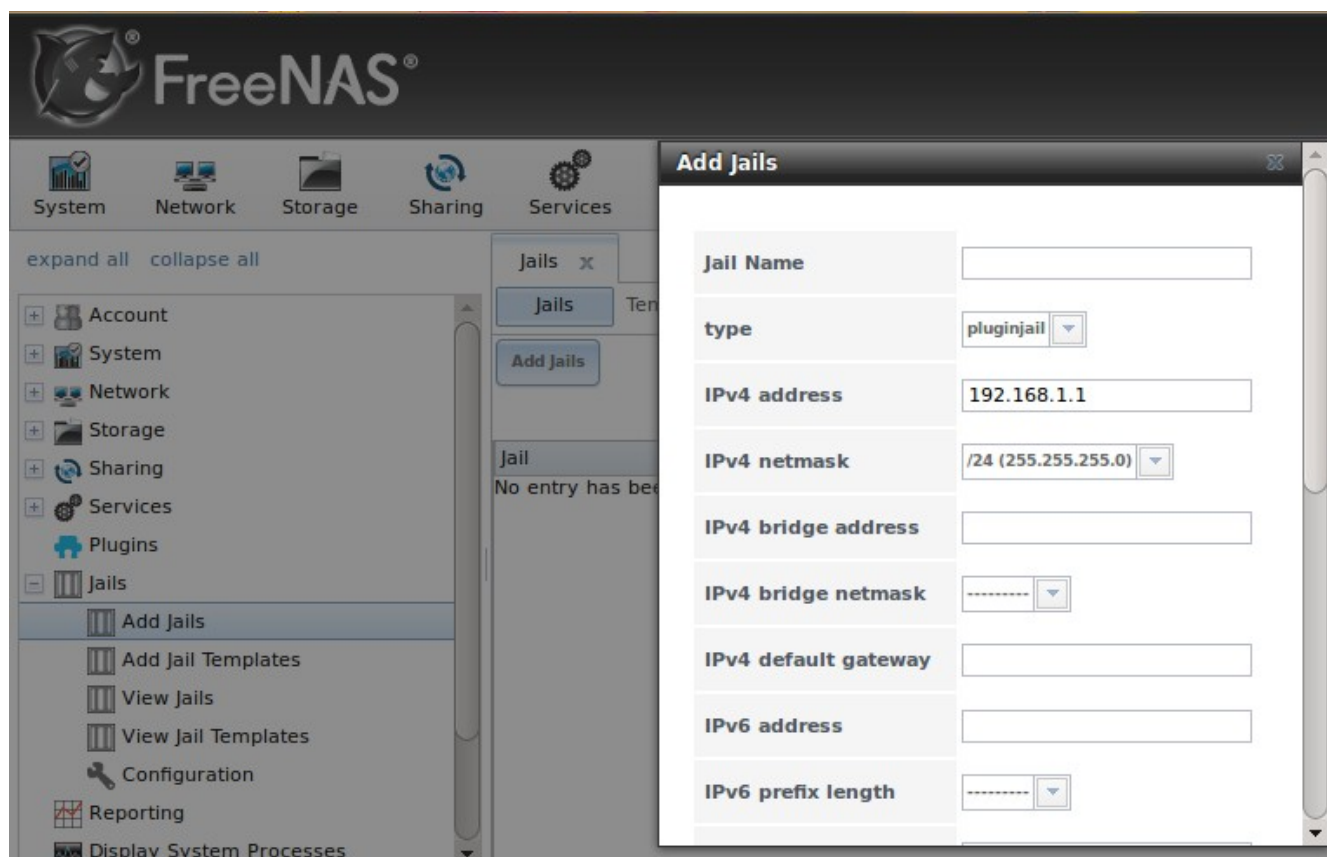 FreeNAS®
System Network Storage Sharing Services
expand all collapse all
Account
System
Network
Storage
Sharing
Services
Plugins
Jails
Add Jails
Add Jail Templates
View Jails
View Jail Templates
Configuration
Reporting
Display System Processes
Jails x
Jails
Add Jails
Jail
No entry has
Add Jails
Jail Name
type pluginjail
IPv4 address 192.168.1.1
IPv4 netmask /24 (255.255.255.0)
IPv4 bridge address
IPv4 bridge netmask ---------
IPv4 default gateway
IPv6 address
IPv6 prefix length ---------